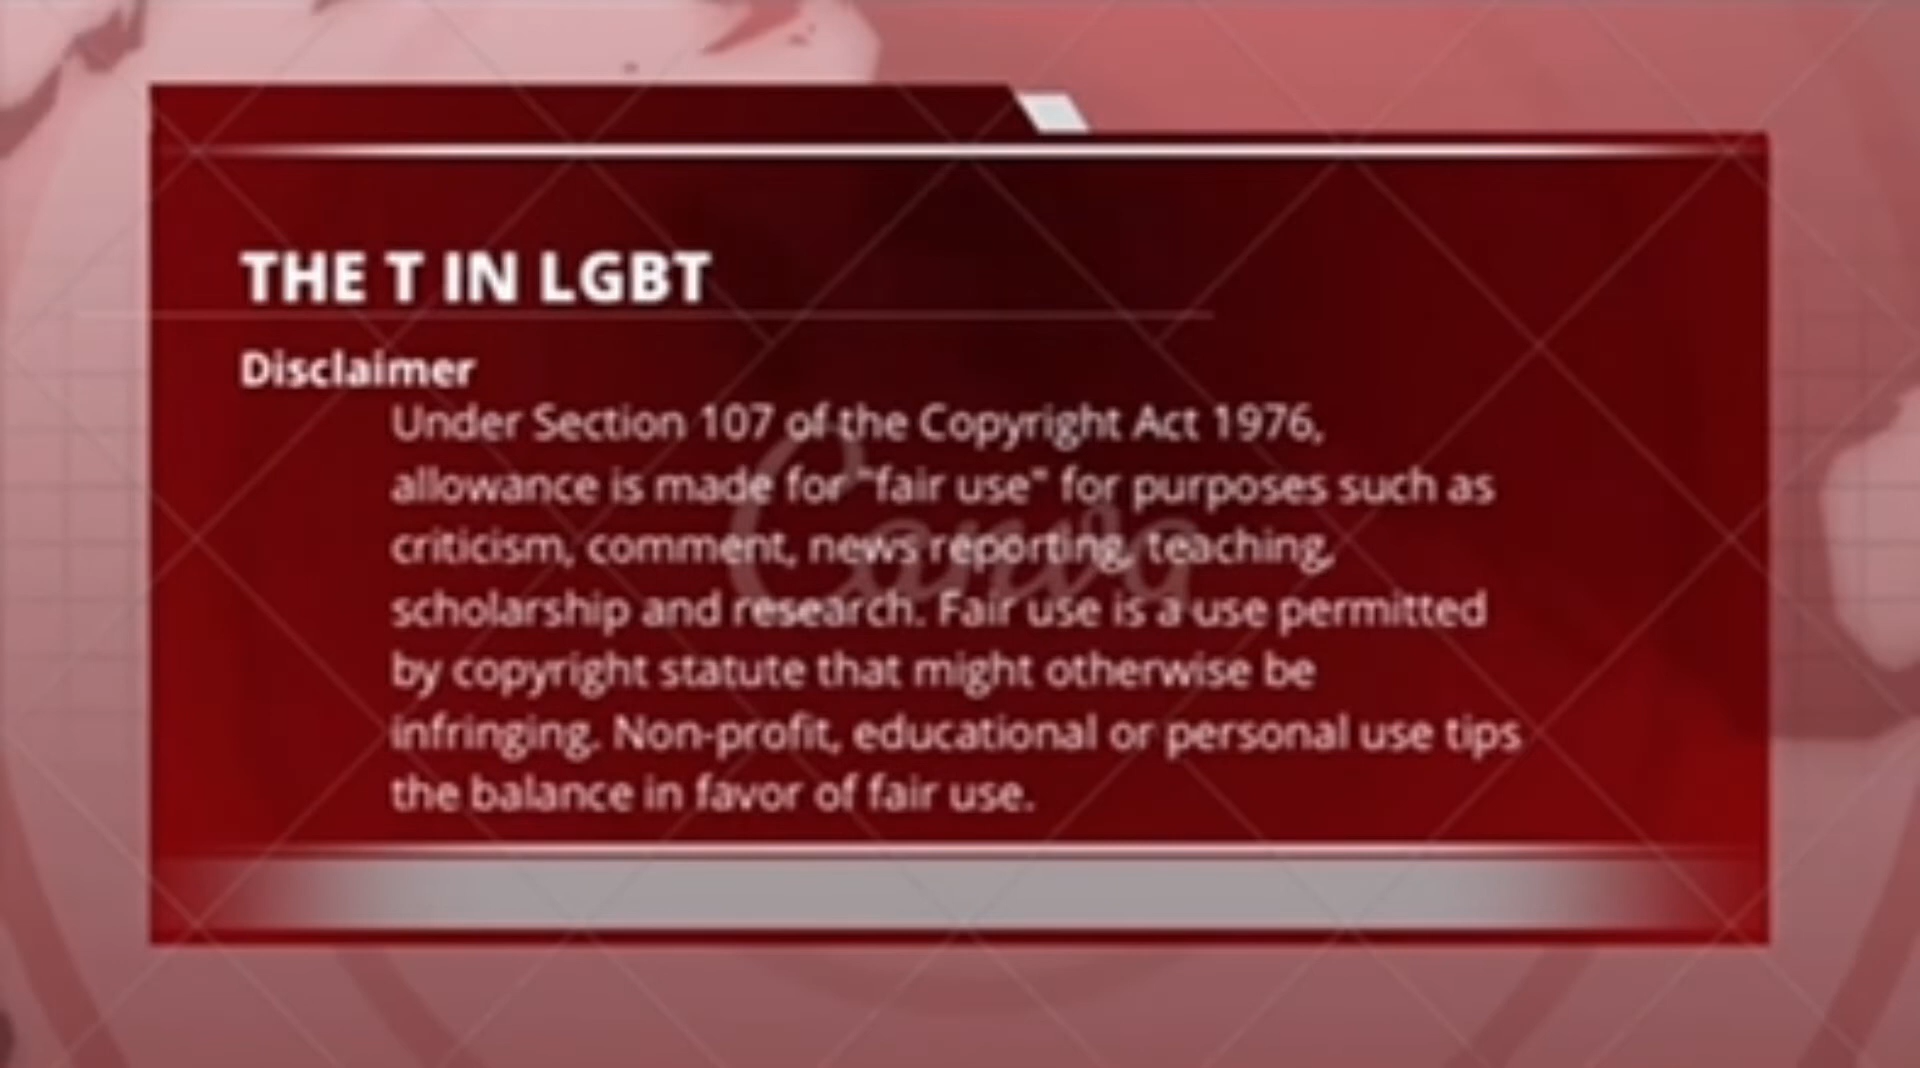 THE T IN LGBT
Disclaimer
Under Section 107 of the Copyright Act 1976,
allowance is made for "fair use" for purposes such as
criticism, comment, news reporting, teaching,
scholarship and research. Fair use is a use permitted
by copyright statute that might otherwise be
infringing. Non-profit, educational or personal use tips
the balance in favor of fair use.
Canva